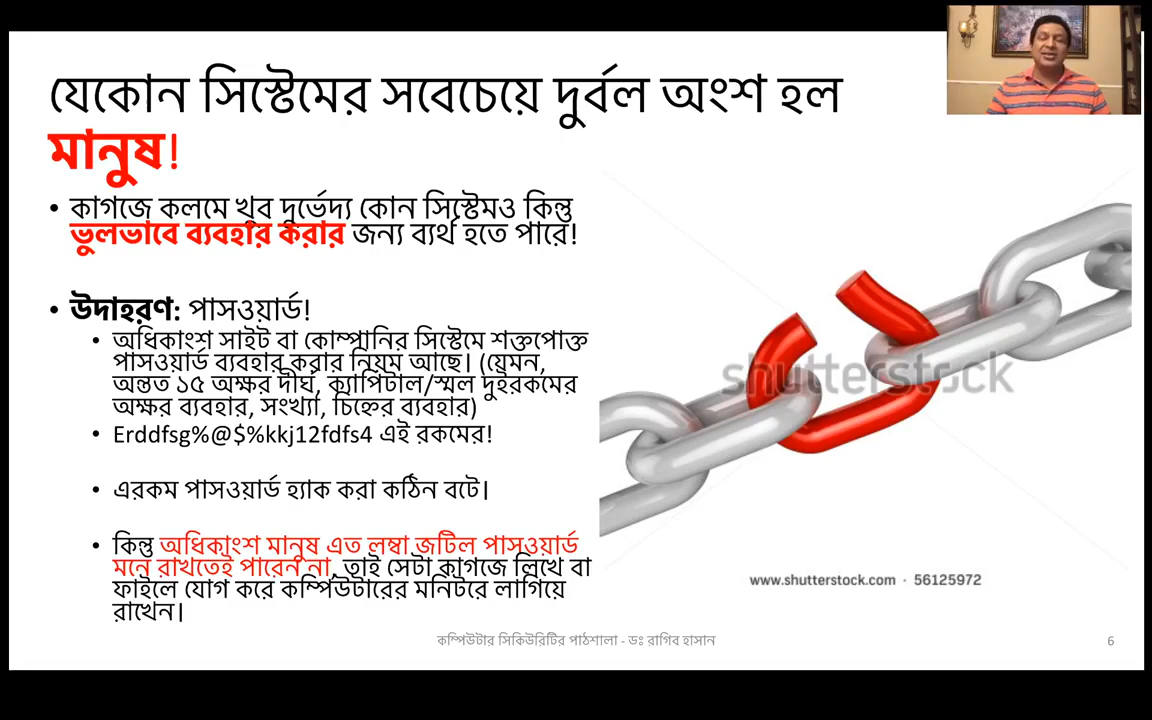 যেকোন সিস্টেমের সবেচেয়ে দুর্বল অংশ হল
মানুষ!
• কাগজে কলমে খুব দুর্ভেদ্য কোন সিস্টেমও কিন্তু
ভুলভাবে ব্যবহার করার জন্য ব্যর্থ হতে পারে!
• উদাহরণ: পাসওয়ার্ড!
• অধিকাংশ সাইট বা কোম্পানির সিস্টেমে শক্তপোক্ত
পাসওয়ার্ড ব্যবহার করার নিয়ম আছে। (যেমন,
অন্তত ১৫ অক্ষর দীর্ঘ, ক্যাপিটাল/স্মল দুইরকমের
অক্ষর ব্যবহার, সংখ্যা, চিহ্নের ব্যবহার)
• Erddfsg%@$%kkj12fdfs4 এই রকমের!
• এরকম পাসওয়ার্ড হ্যাক করা কঠিন বটে।
• কিন্তু অধিকাংশ মানুষ এত লম্বা জটিল পাসওয়ার্ড
মনে রাখতেই পারেন না, তাই সেটা কাগজে লিখে বা
ফাইলে যোগ করে কম্পিউটারের মনিটরে লাগিয়ে
রাখেন।
shutterstock
www.shutterstock.com · 56125972
কম্পিউটার সিকিউরিটির পাঠশালা - ডঃ রাগিব হাসান
6